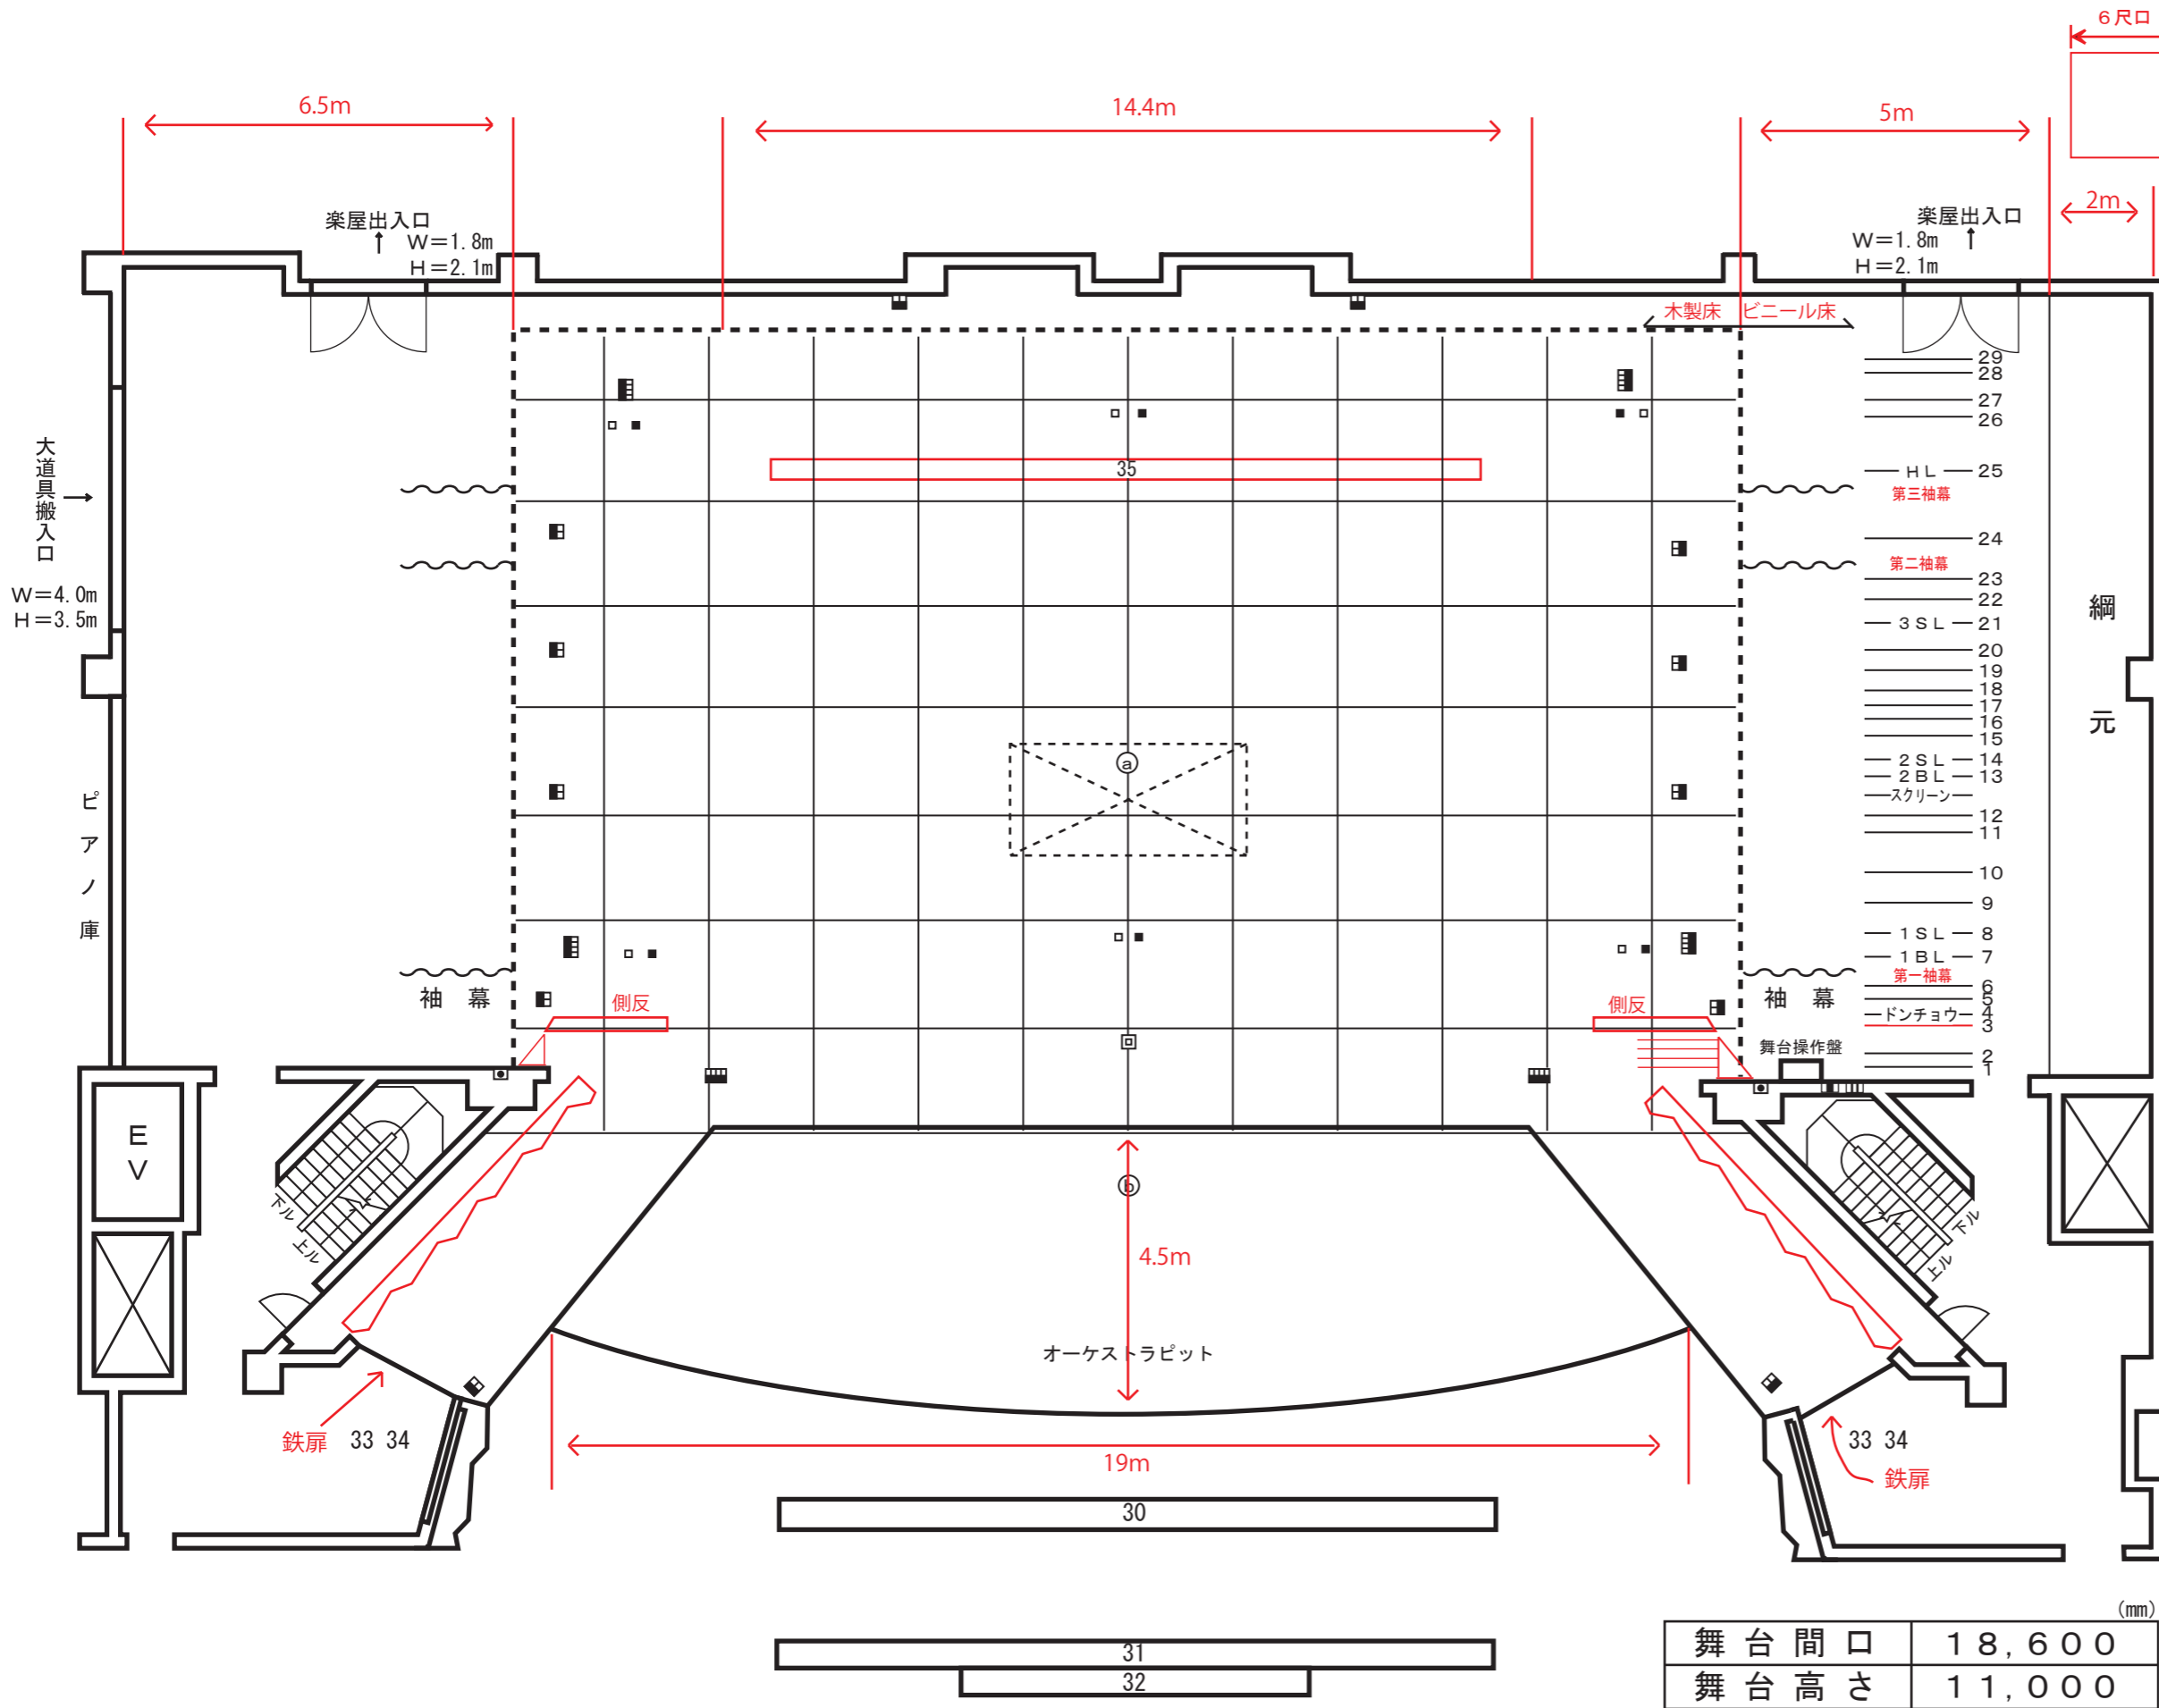 6尺口
6.5m
14.4m
5m
2m
楽屋出入口
W=1.8m
H=2.1m
楽屋出入口
W=1.8m
H=2.1m
木製床 ビニール床
29
28
27
26
HL 25
第三袖幕
24
第二袖幕
23
22
3SL 21
20
19
18
17
16
15
2SL 14
2BL 13
スクリーン
12
11
10
9
1SL 8
1BL 7
第一袖幕
6
5
ドンチョウ 4
3
2
1
35
大道具搬入口
W=4.0m
H=3.5m
綱元
ⓐ
ピアノ庫
袖 幕
側反
側反
袖 幕
舞台操作盤
EV
下ル
上ル
下ル
上ル
ⓑ
4.5m
オーケストラピット
鉄扉 33 34
33 34
鉄扉
19m
30
31
32
(mm)
舞台間口 18,600
舞台高さ 11,000